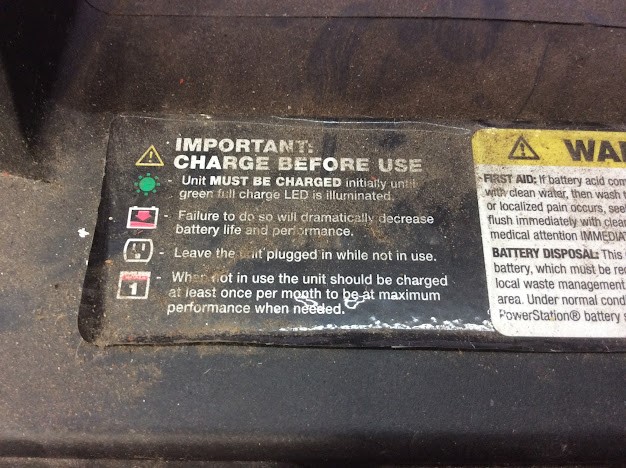 IMPORTANT:
CHARGE BEFORE USE
- Unit MUST BE CHARGED initially until
green full charge LED is illuminated.
- Failure to do so will dramatically decrease
battery life and performance.
- Leave the unit plugged in while not in use.
- When not in use the unit should be charged
at least once per month to be at maximum
performance when needed.
1
WAR
FIRST AID: If battery acid com
with clean water, then wash
or localized pain occurs, see
flush immediately with clean
medical attention IMMEDIA
BATTERY DISPOSAL: This
battery, which must be re
local waste management
area. Under normal cond
PowerStation® battery